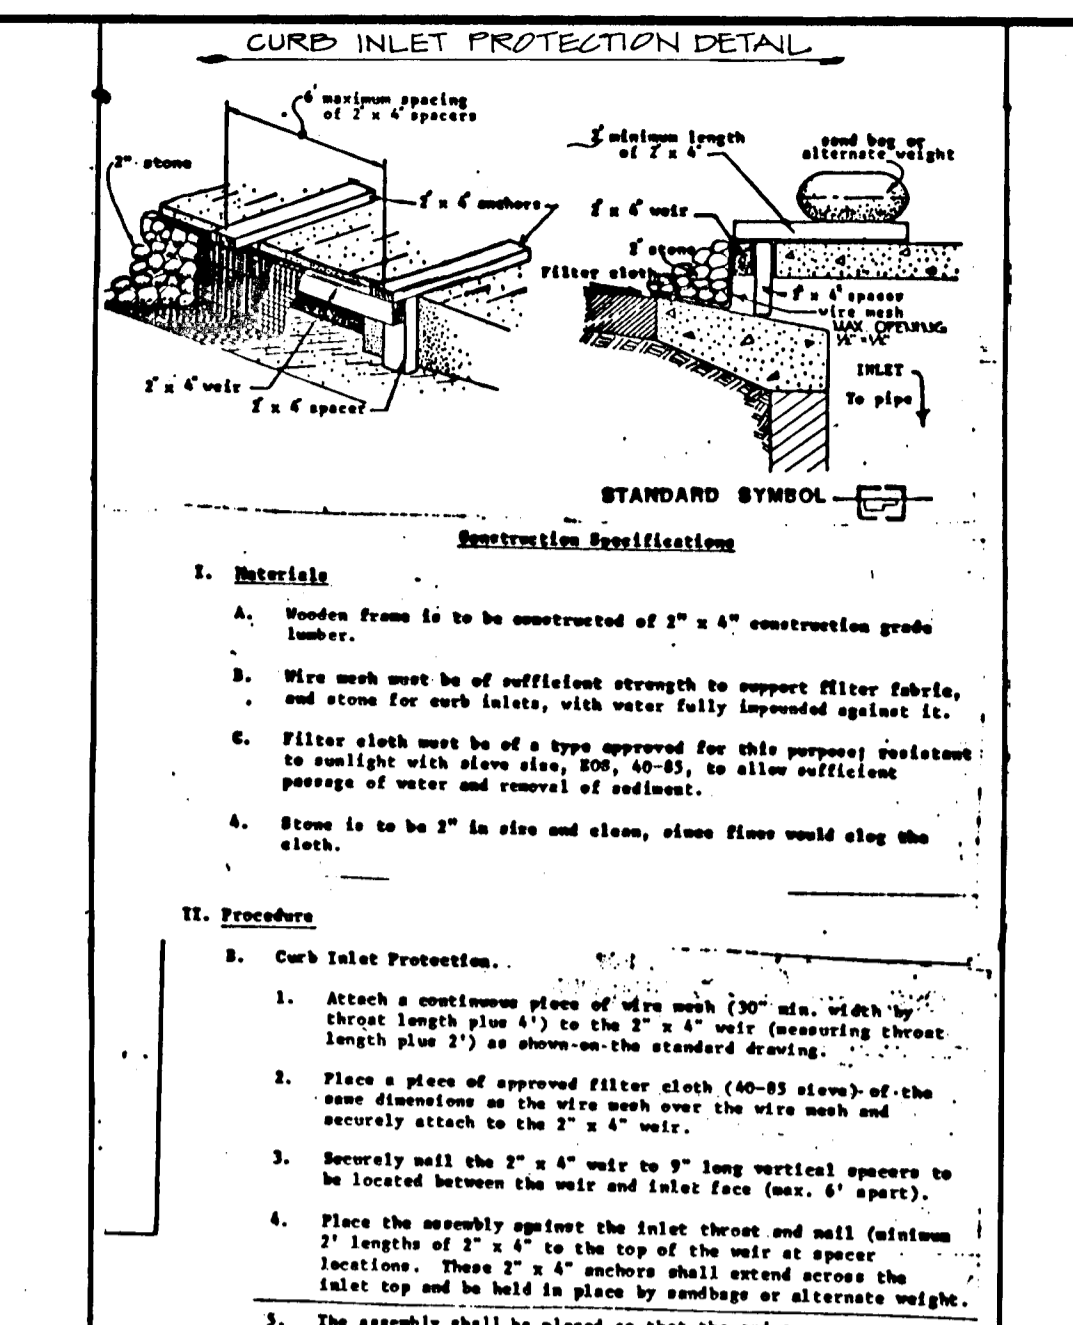 CURB INLET PROTECTION DETAIL
6' maximum spacing
of 2" x 4" spacers
2" stone
2" x 4" anchors
2" x 4" weir
2" x 4" spacer
2' minimum length
of 2" x 4"
sand bag or
alternate weight
2" x 4" weir
2" stone
Filter cloth
2" x 4" spacer
wire mesh
MAX. OPENING
½" x ½"
INLET
To pipe
STANDARD SYMBOL
Construction Specifications
I. Materials
A. Wooden frame is to be constructed of 2" x 4" construction grade
lumber.
B. Wire mesh must be of sufficient strength to support filter fabric,
and stone for curb inlets, with water fully impounded against it.
C. Filter cloth must be of a type approved for this purpose; resistant
to sunlight with sieve size, EOS, 40-85, to allow sufficient
passage of water and removal of sediment.
4. Stone is to be 2" in size and clean, since fines would clog the
cloth.
II. Procedure
B. Curb Inlet Protection.
1. Attach a continuous piece of wire mesh (30" min. width by
throat length plus 4') to the 2" x 4" weir (measuring throat
length plus 2') as shown on the standard drawing.
2. Place a piece of approved filter cloth (40-85 sieve) of the
same dimensions as the wire mesh over the wire mesh and
securely attach to the 2" x 4" weir.
3. Securely nail the 2" x 4" weir to 9" long vertical spacers to
be located between the weir and inlet face (max. 6' apart).
4. Place the assembly against the inlet throat and nail (minimum
2' lengths of 2" x 4" to the top of the weir at spacer
locations. These 2" x 4" anchors shall extend across the
inlet top and be held in place by sandbags or alternate weight.
5. The assembly shall be placed so that the